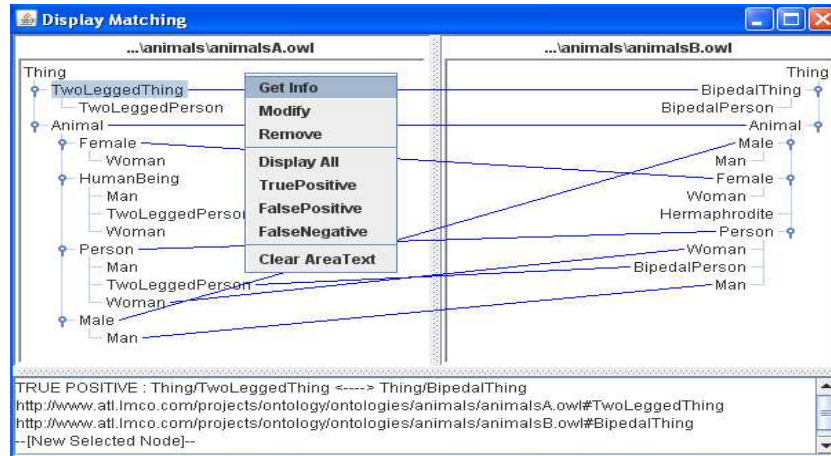 Display Matching
...\animals\animalsA.owl
...\animals\animalsB.owl
Thing
TwoLeggedThing
TwoLeggedPerson
Animal
Female
Woman
HumanBeing
Man
TwoLeggedPerso
Woman
Person
Man
TwoLeggedPerson
Woman
Male
Man
Get Info
Modify
Remove
Display All
TruePositive
FalsePositive
FalseNegative
Clear AreaText
Thing
BipedalThing
BipedalPerson
Animal
Male
Man
Female
Woman
Hermaphrodite
Person
Woman
BipedalPerson
Man
TRUE POSITIVE : Thing/TwoLeggedThing <----> Thing/BipedalThing
http://www.atl.lmco.com/projects/ontology/ontologies/animals/animalsA.owl#TwoLeggedThing
http://www.atl.lmco.com/projects/ontology/ontologies/animals/animalsB.owl#BipedalThing
--[New Selected Node]--